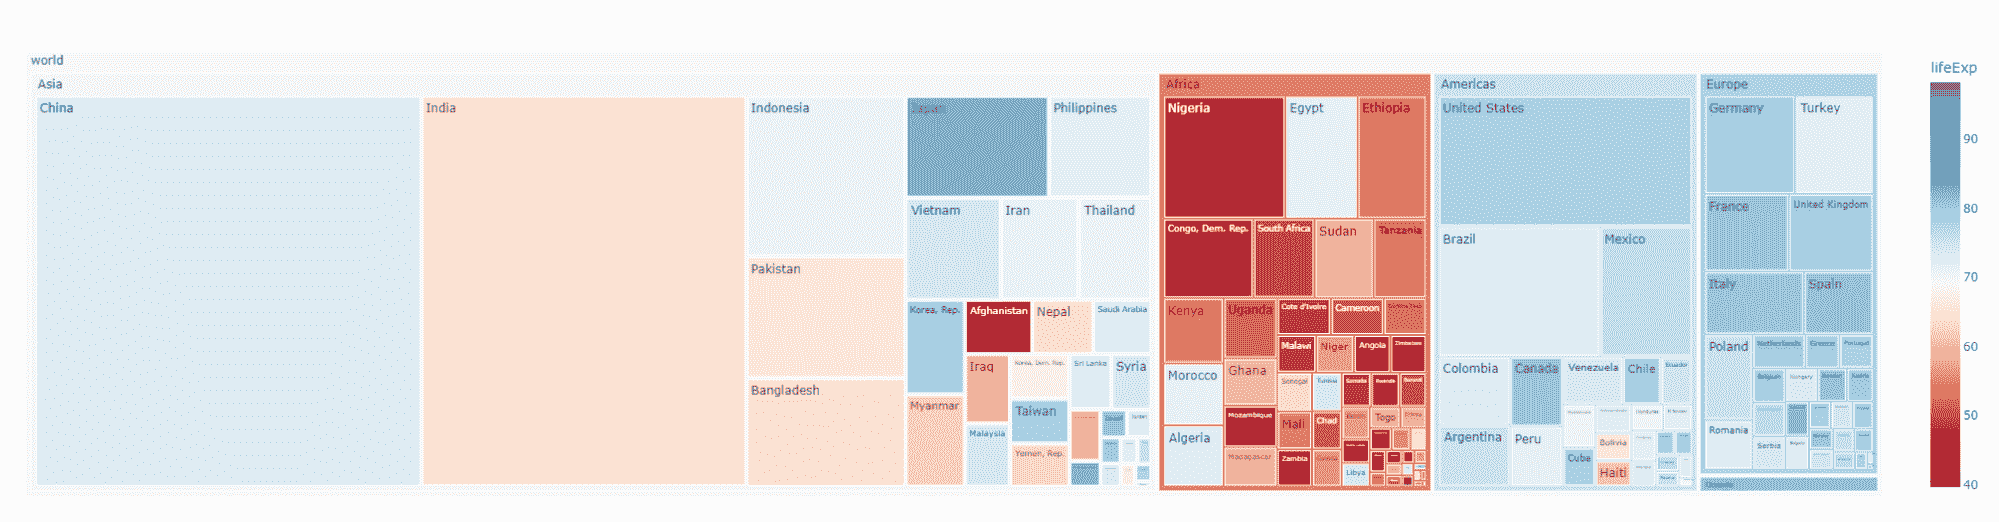 world
lifeExp
Asia
Africa
Americas
Europe
China
India
Indonesia
Japan
Philippines
Nigeria
Egypt
Ethiopia
United States
Germany
Turkey
90
Vietnam
Iran
Thailand
Congo, Dem. Rep.
South Africa
Sudan
Tanzania
Brazil
Mexico
France
United Kingdom
80
Pakistan
Italy
Spain
70
Korea, Rep.
Afghanistan
Nepal
Saudi Arabia
Kenya
Uganda
Cote d'Ivoire
Cameroon
Poland
Netherlands
Greece
Portugal
60
Iraq
Korea, Dem. Rep.
Sri Lanka
Syria
Malawi
Niger
Angola
Zimbabwe
Morocco
Ghana
Senegal
Tunisia
Somalia
Rwanda
Burundi
Colombia
Canada
Venezuela
Chile
Ecuador
Belgium
Hungary
Sweden
Austria
Bangladesh
Myanmar
Taiwan
Mozambique
Mali
Chad
Togo
50
Malaysia
Algeria
Argentina
Peru
Bolivia
Romania
Serbia
Yemen, Rep.
Madagascar
Zambia
Libya
Cuba
Haiti
40